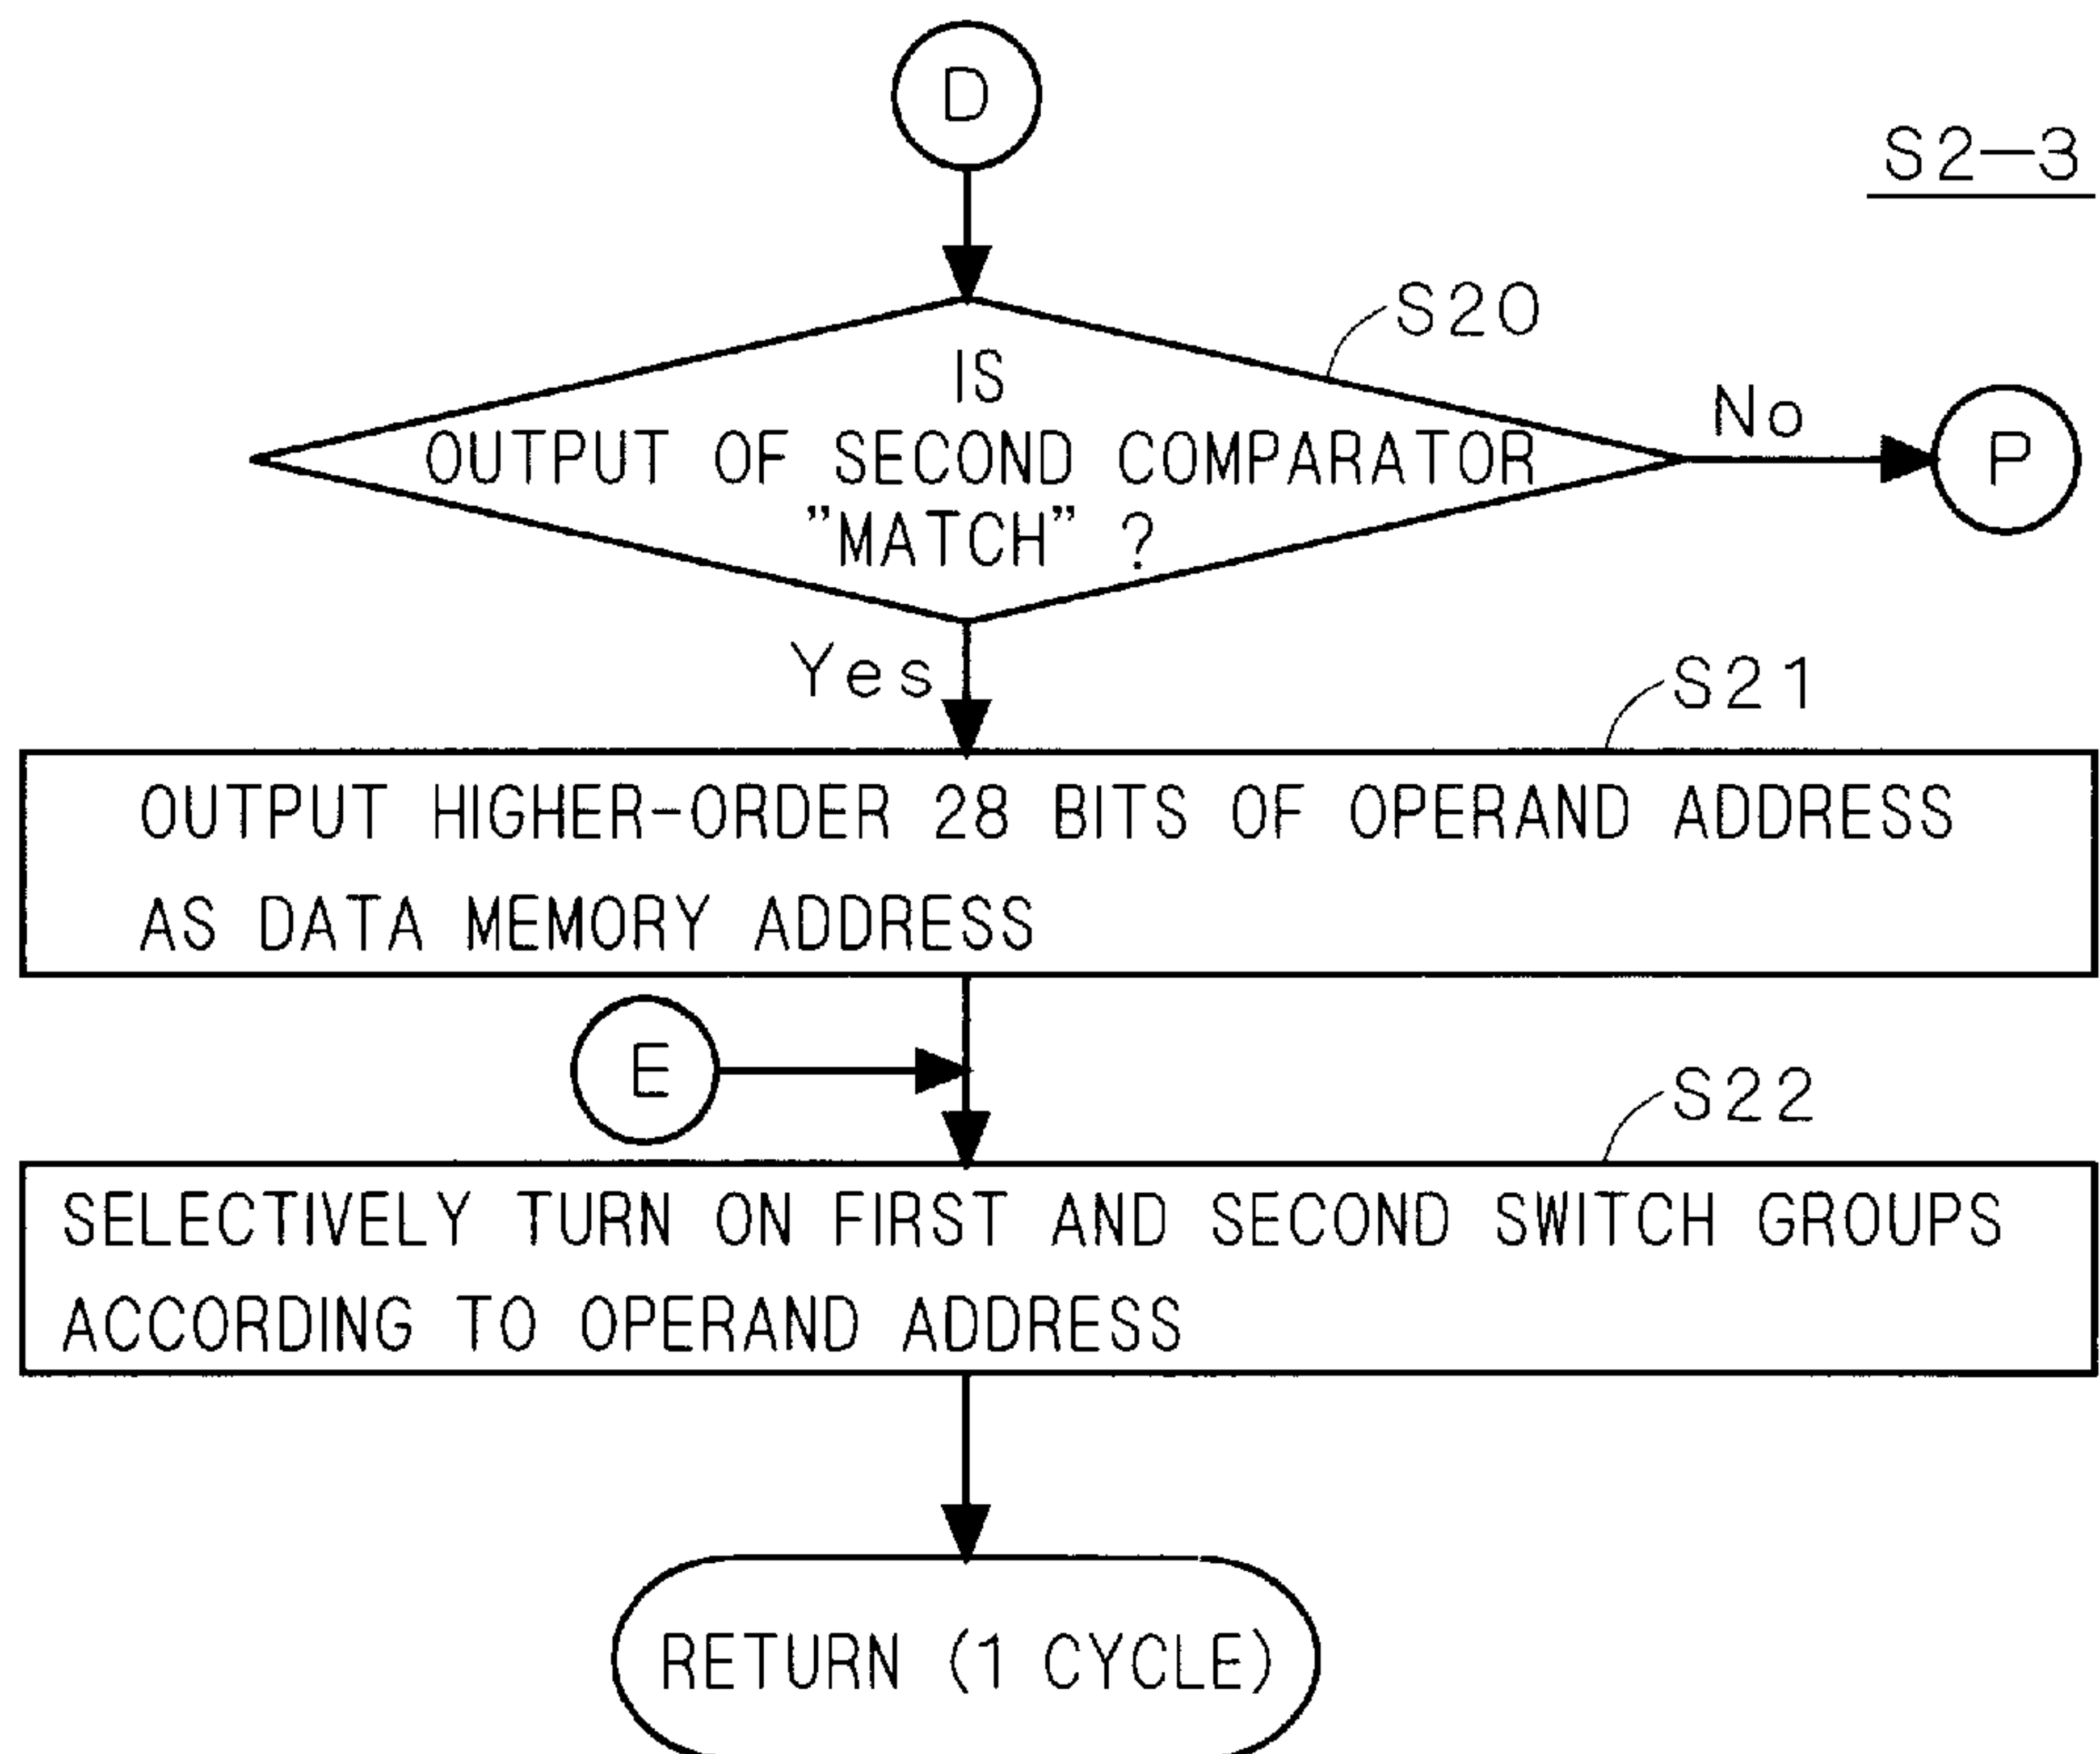 D
S2-3
S20
IS
OUTPUT OF SECOND COMPARATOR
"MATCH" ?
No
P
Yes
S21
OUTPUT HIGHER-ORDER 28 BITS OF OPERAND ADDRESS
AS DATA MEMORY ADDRESS
E
S22
SELECTIVELY TURN ON FIRST AND SECOND SWITCH GROUPS
ACCORDING TO OPERAND ADDRESS
RETURN (1 CYCLE)